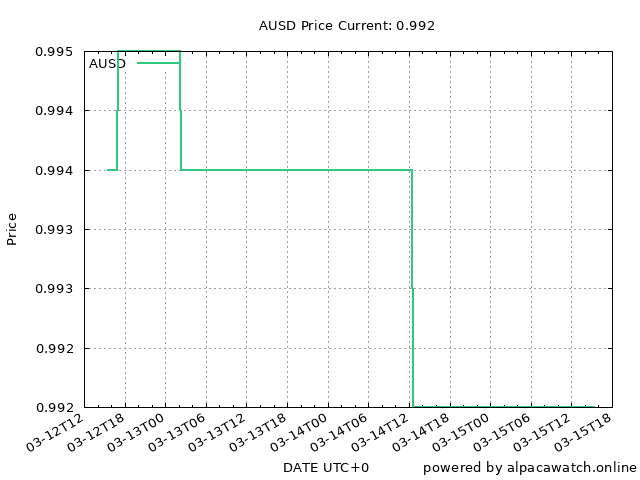 AUSD Price Current: 0.992
0.995
AUSD
0.994
0.994
0.993
Price
0.993
0.992
0.992
03-12T12
03-12T18
03-13T00
03-13T06
03-13T12
03-13T18
03-14T00
03-14T06
03-14T12
03-14T18
03-15T00
03-15T06
03-15T12
03-15T18
DATE UTC+0
powered by alpacawatch.online